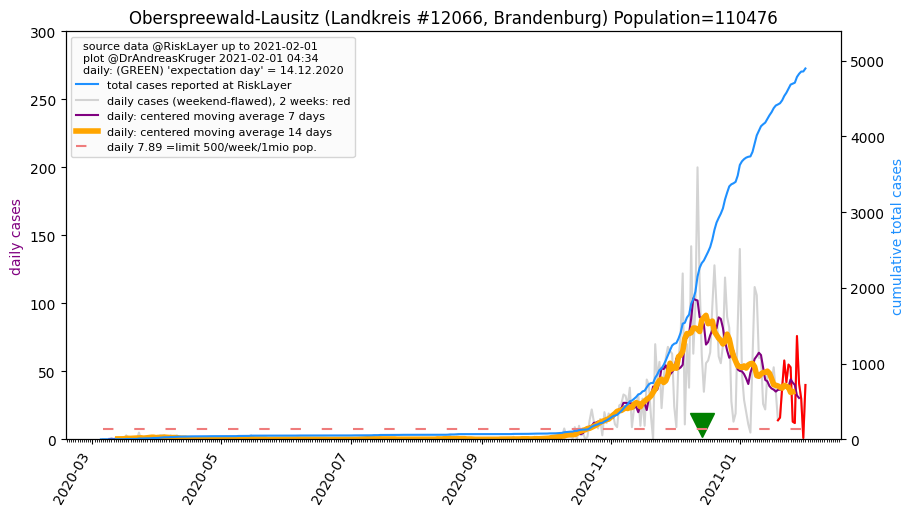 Oberspreewald-Lausitz (Landkreis #12066, Brandenburg) Population=110476
source data @RiskLayer up to 2021-02-01
plot @DrAndreasKruger 2021-02-01 04:34
daily: (GREEN) 'expectation day' = 14.12.2020
total cases reported at RiskLayer
daily cases (weekend-flawed), 2 weeks: red
daily: centered moving average 7 days
daily: centered moving average 14 days
daily 7.89 =limit 500/week/1mio pop.
daily cases
300
250
200
150
100
50
0
5000
4000
3000
2000
1000
0
cumulative total cases
2020-03
2020-05
2020-07
2020-09
2020-11
2021-01